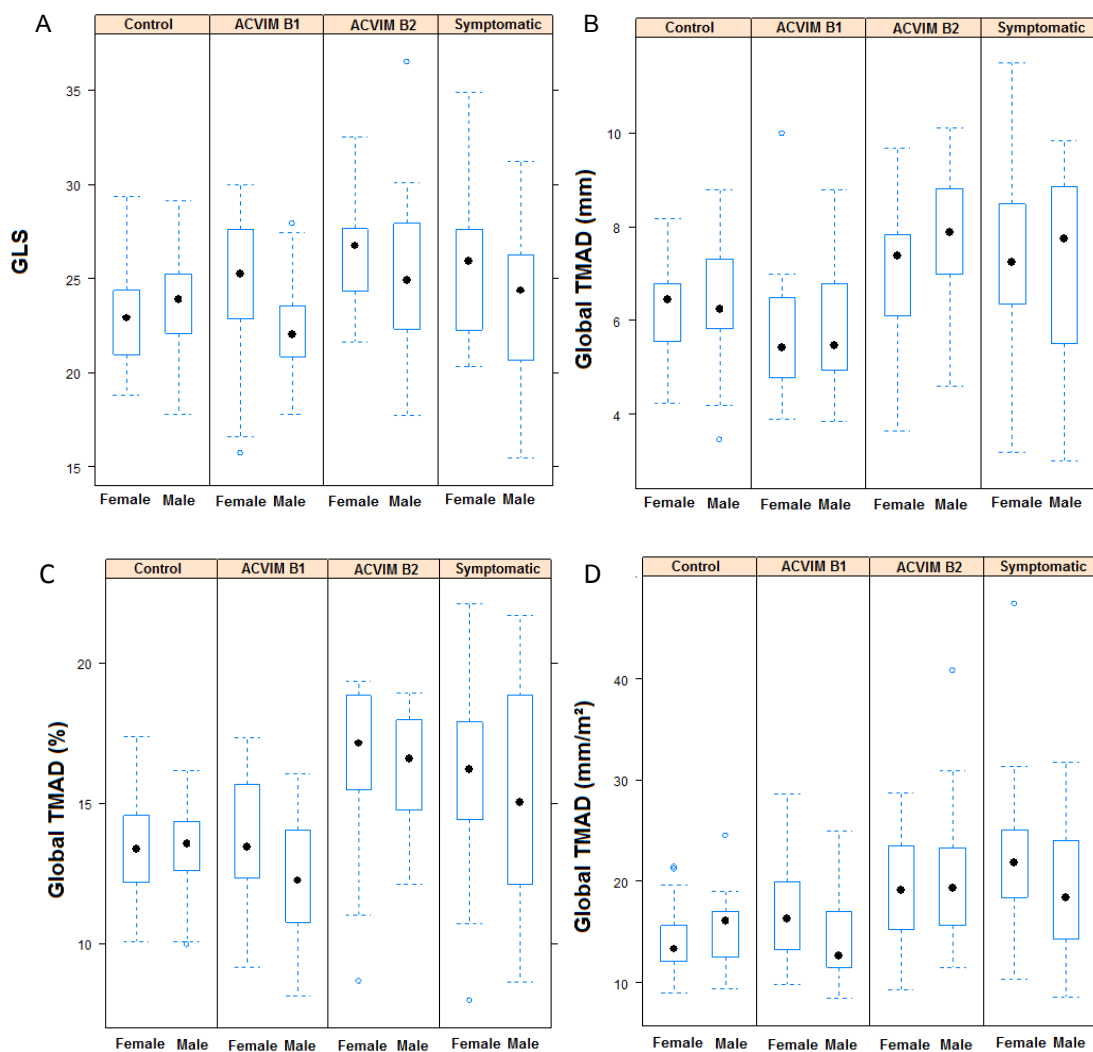 A
Control ACVIM B1 ACVIM B2 Symptomatic
GLS
35
30
25
20
15
Female Male Female Male Female Male Female Male
B
Control ACVIM B1 ACVIM B2 Symptomatic
Global TMAD (mm)
10
8
6
4
Female Male Female Male Female Male Female Male
C
Control ACVIM B1 ACVIM B2 Symptomatic
Global TMAD (%)
20
15
10
Female Male Female Male Female Male Female Male
D
Control ACVIM B1 ACVIM B2 Symptomatic
Global TMAD (mm/m²)
40
30
20
10
Female Male Female Male Female Male Female Male